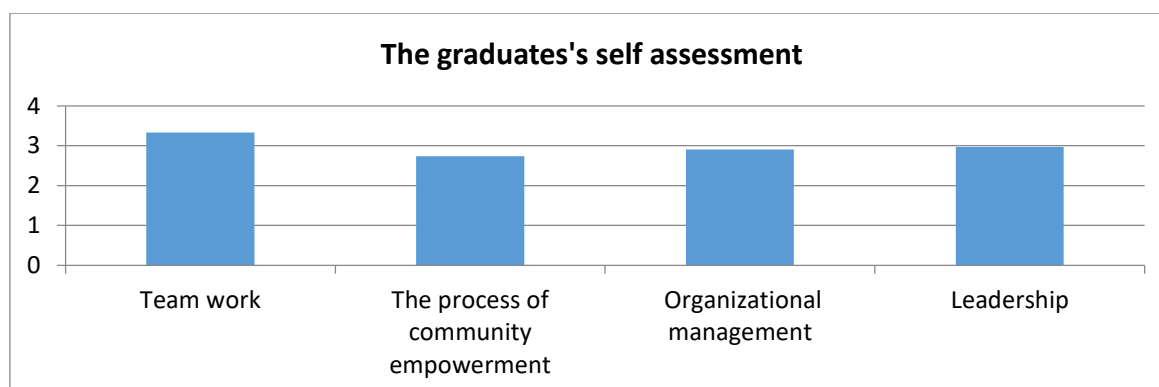 The graduates's self assessment
4
3
2
1
0
Team work
The process of
community
empowerment
Organizational
management
Leadership